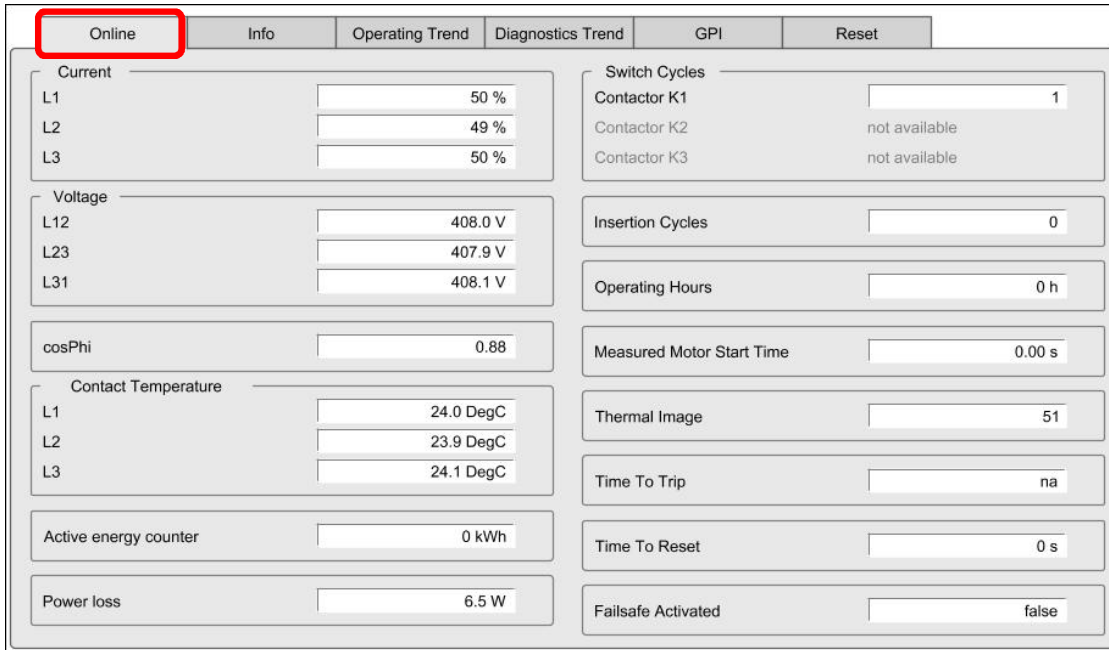 Online Info Operating Trend Diagnostics Trend GPI Reset
Current
L1 50 %
L2 49 %
L3 50 %
Voltage
L12 408.0 V
L23 407.9 V
L31 408.1 V
cosPhi 0.88
Contact Temperature
L1 24.0 DegC
L2 23.9 DegC
L3 24.1 DegC
Active energy counter 0 kWh
Power loss 6.5 W
Switch Cycles
Contactor K1 1
Contactor K2 not available
Contactor K3 not available
Insertion Cycles 0
Operating Hours 0 h
Measured Motor Start Time 0.00 s
Thermal Image 51
Time To Trip na
Time To Reset 0 s
Failsafe Activated false